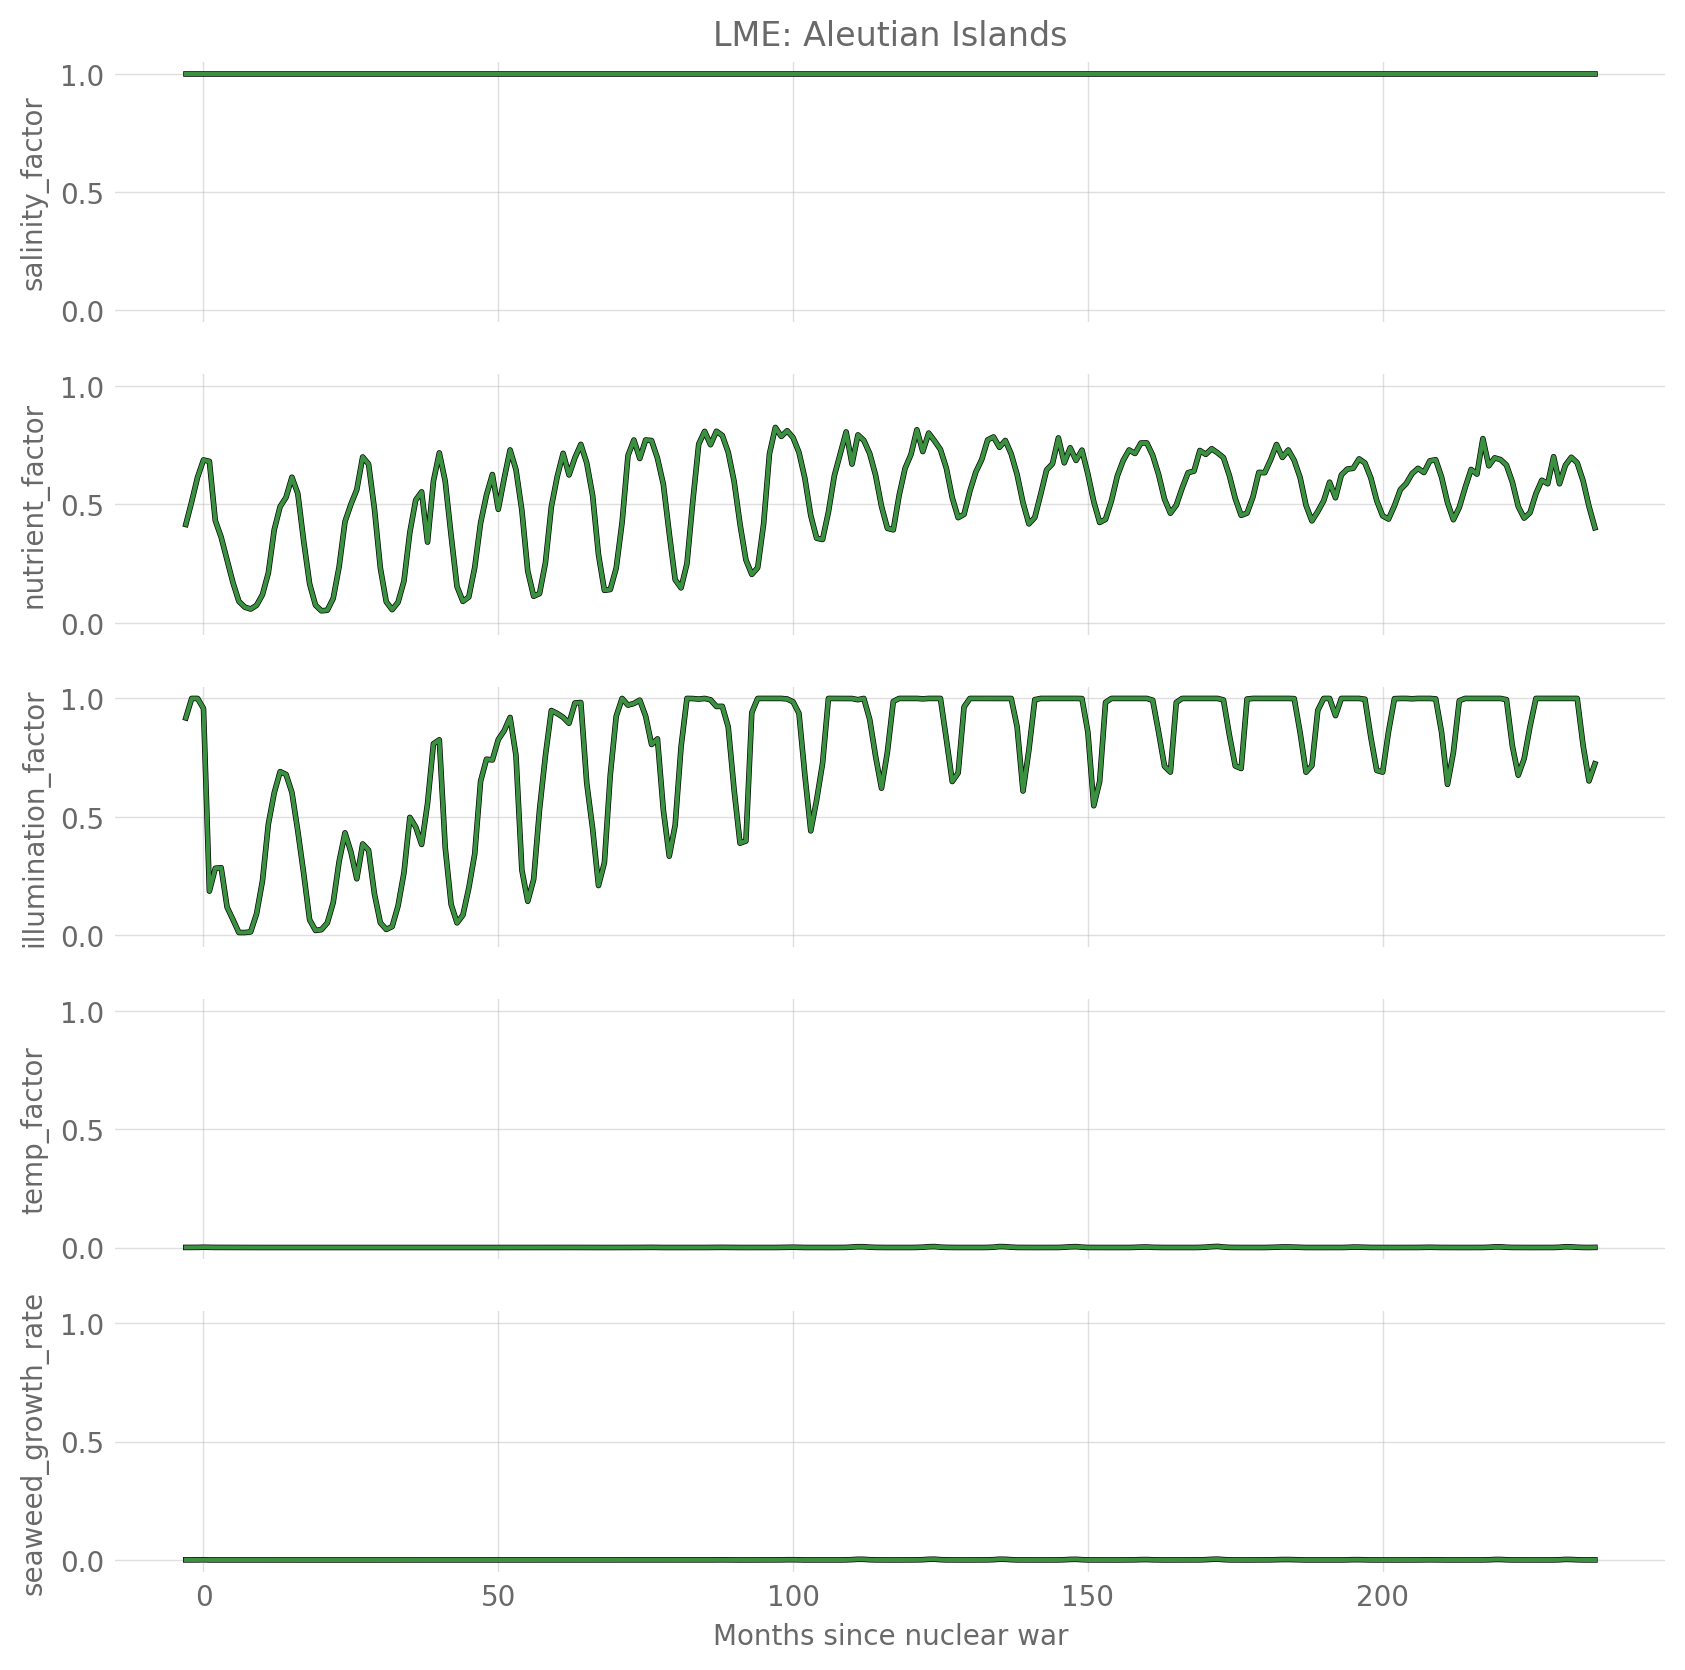 LME: Aleutian Islands
salinity_factor
1.0
0.5
0.0
nutrient_factor
1.0
0.5
0.0
illumination_factor
1.0
0.5
0.0
temp_factor
1.0
0.5
0.0
seaweed_growth_rate
1.0
0.5
0.0
0 50 100 150 200
Months since nuclear war